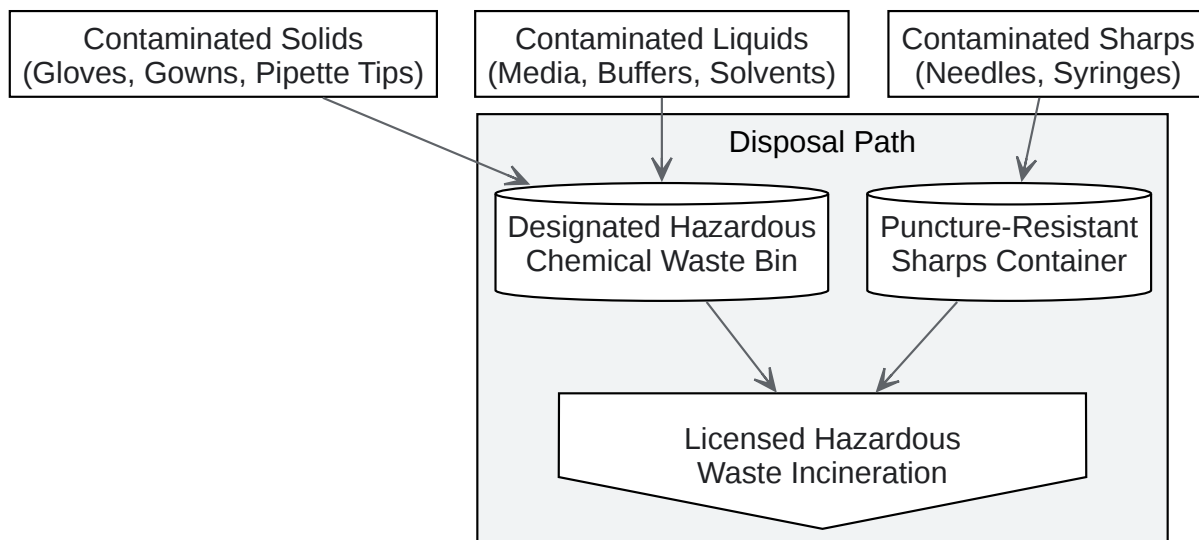 Contaminated Solids
(Gloves, Gowns, Pipette Tips)
Contaminated Liquids
(Media, Buffers, Solvents)
Contaminated Sharps
(Needles, Syringes)
Disposal Path
Designated Hazardous
Chemical Waste Bin
Puncture-Resistant
Sharps Container
Licensed Hazardous
Waste Incineration